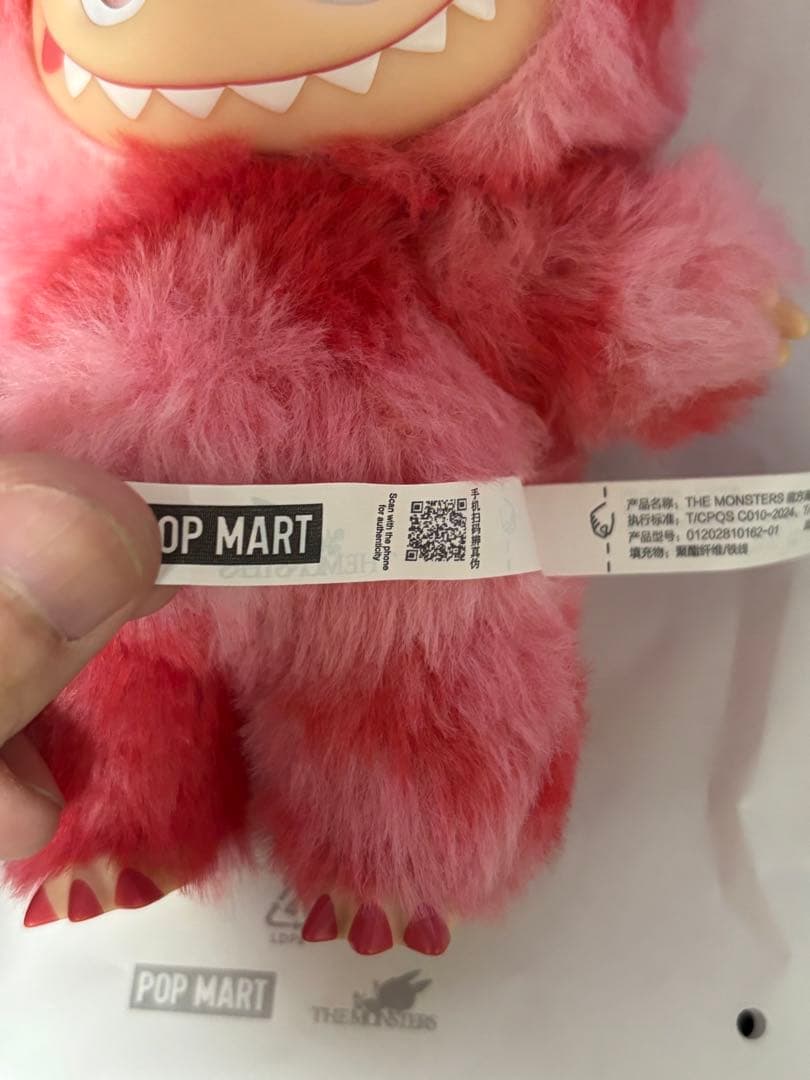 OP MART
Scan with the phone
for authenticity
手机扫码辨真伪
产品名称：THE MONSTERS
执行标准：T/CPQS C010-2024,
产品型号：01202810162-01
填充物：聚酯纤维/铁线
POP MART
THE MONSTERS